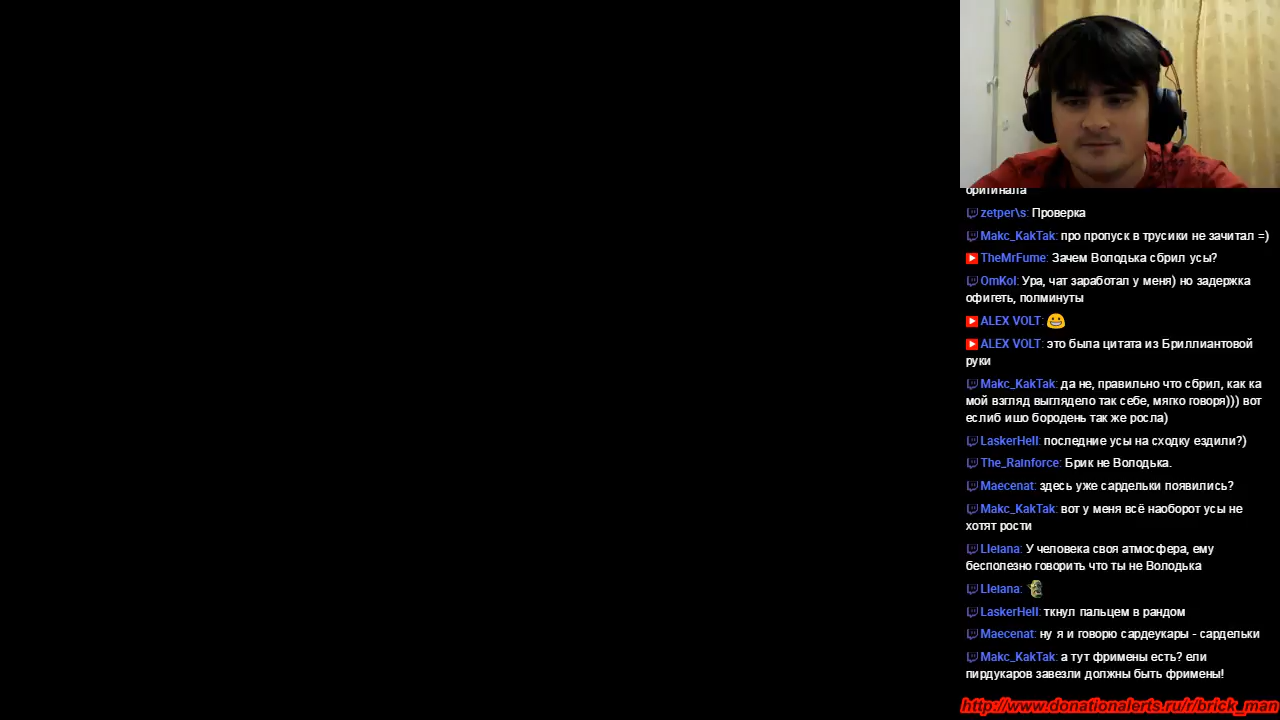 оригинала
zetper\s: Проверка
Makc_KakTak: про пропуск в трусики не зачитал =)
TheMrFume: Зачем Володька сбрил усы?
OmKol: Ура, чат заработал у меня) но задержка
офигеть, полминуты
ALEX VOLT:
ALEX VOLT: это была цитата из Бриллиантовой
руки
Makc_KakTak: да не, правильно что сбрил, как ка
мой взгляд выглядело так себе, мягко говоря))) вот
еслиб ишо бородень так же росла)
LaskerHell: последние усы на сходку ездили?)
The_Rainforce: Брик не Володька.
Maecenat: здесь уже сардельки появились?
Makc_KakTak: вот у меня всё наоборот усы не
хотят рости
Lleiana: У человека своя атмосфера, ему
бесполезно говорить что ты не Володька
Lleiana:
LaskerHell: ткнул пальцем в рандом
Maecenat: ну я и говорю сардеукары - сардельки
Makc_KakTak: а тут фримены есть? ели
пирдукаров завезли должны быть фримены!
http://www.donationalerts.ru/r/brick_man